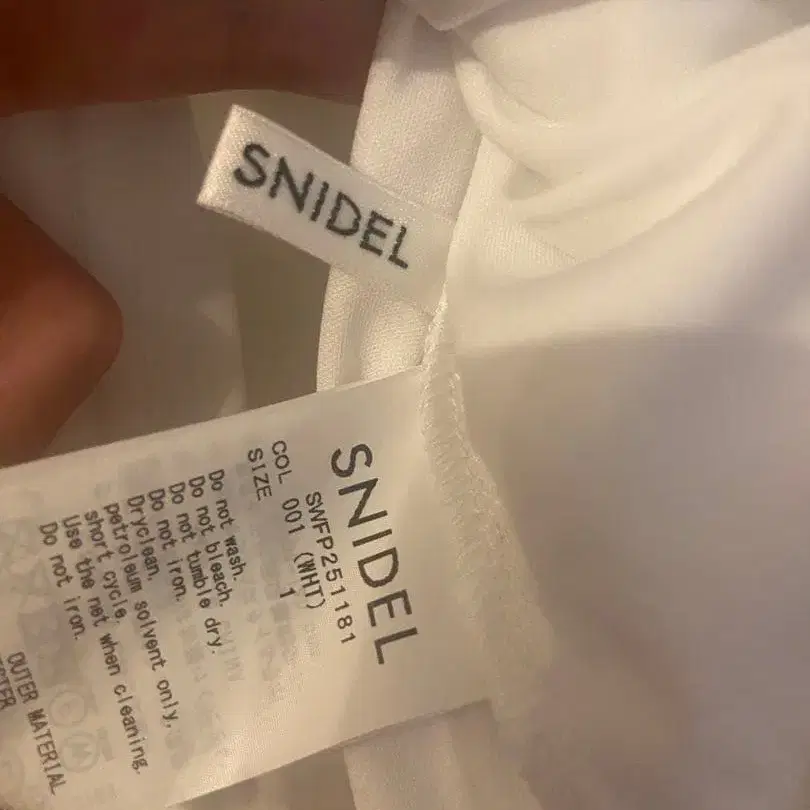 SNIDEL
SNIDEL
SWFP251181
COL 001 (WHT)
SIZE 1
Do not wash.
Do not bleach.
Do not tumble dry.
Do not iron.
Dryclean,
petroleum solvent only,
short cycle.
Use the net when cleaning.
Do not iron.
OUTER MATERIAL